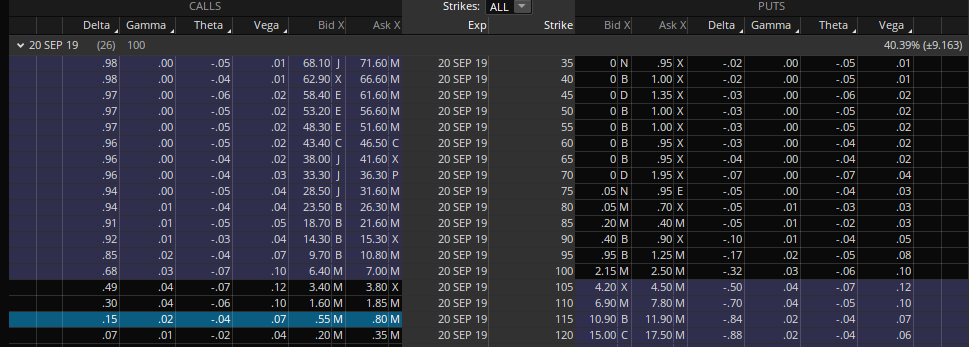 CALLS Strikes: ALL PUTS
Delta Gamma Theta Vega Bid X Ask X Exp Strike Bid X Ask X Delta Gamma Theta Vega
20 SEP 19 (26) 100 40.39% (±9.163)
.98 .00 -.05 .01 68.10 J 71.60 M 20 SEP 19 35 0 N .95 X -.02 .00 -.05 .01
.98 .00 -.04 .01 62.90 X 66.60 M 20 SEP 19 40 0 B 1.00 X -.02 .00 -.04 .01
.97 .00 -.06 .02 58.40 E 61.60 M 20 SEP 19 45 0 D 1.35 X -.03 .00 -.06 .02
.97 .00 -.05 .02 53.20 E 56.60 M 20 SEP 19 50 0 B 1.00 X -.03 .00 -.04 .02
.97 .00 -.05 .02 48.30 E 51.60 M 20 SEP 19 55 0 B 1.00 X -.03 .00 -.04 .02
.96 .00 -.05 .02 43.40 C 46.50 C 20 SEP 19 60 0 B .95 X -.03 .00 -.04 .02
.96 .00 -.04 .02 38.00 J 41.60 X 20 SEP 19 65 0 B .95 X -.04 .00 -.04 .02
.96 .00 -.04 .03 33.30 J 36.30 P 20 SEP 19 70 0 D 1.95 X -.07 .00 -.07 .04
.94 .00 -.05 .04 28.50 J 31.60 M 20 SEP 19 75 .05 N .95 E -.05 .00 -.04 .03
.94 .01 -.04 .04 23.50 B 26.30 M 20 SEP 19 80 .05 M .70 X -.05 .01 -.03 .03
.91 .01 -.05 .05 18.70 B 21.60 M 20 SEP 19 85 .20 M .40 M -.05 .01 -.02 .03
.92 .01 -.03 .04 14.30 B 15.30 X 20 SEP 19 90 .40 B .90 X -.10 .01 -.04 .05
.85 .02 -.04 .07 9.70 B 10.80 M 20 SEP 19 95 .95 B 1.25 M -.17 .02 -.05 .08
.68 .03 -.07 .10 6.40 M 7.00 M 20 SEP 19 100 2.15 M 2.50 M -.32 .03 -.06 .10
.49 .04 -.07 .12 3.40 M 3.80 X 20 SEP 19 105 4.20 X 4.50 M -.50 .04 -.07 .12
.30 .04 -.06 .10 1.60 M 1.85 M 20 SEP 19 110 6.90 M 7.80 M -.70 .04 -.05 .10
.15 .02 -.04 .07 .55 M .80 M 20 SEP 19 115 10.90 B 11.90 M -.84 .02 -.04 .07
.07 .01 -.02 .04 .20 M .35 M 20 SEP 19 120 15.00 C 17.50 M -.88 .02 -.04 .06